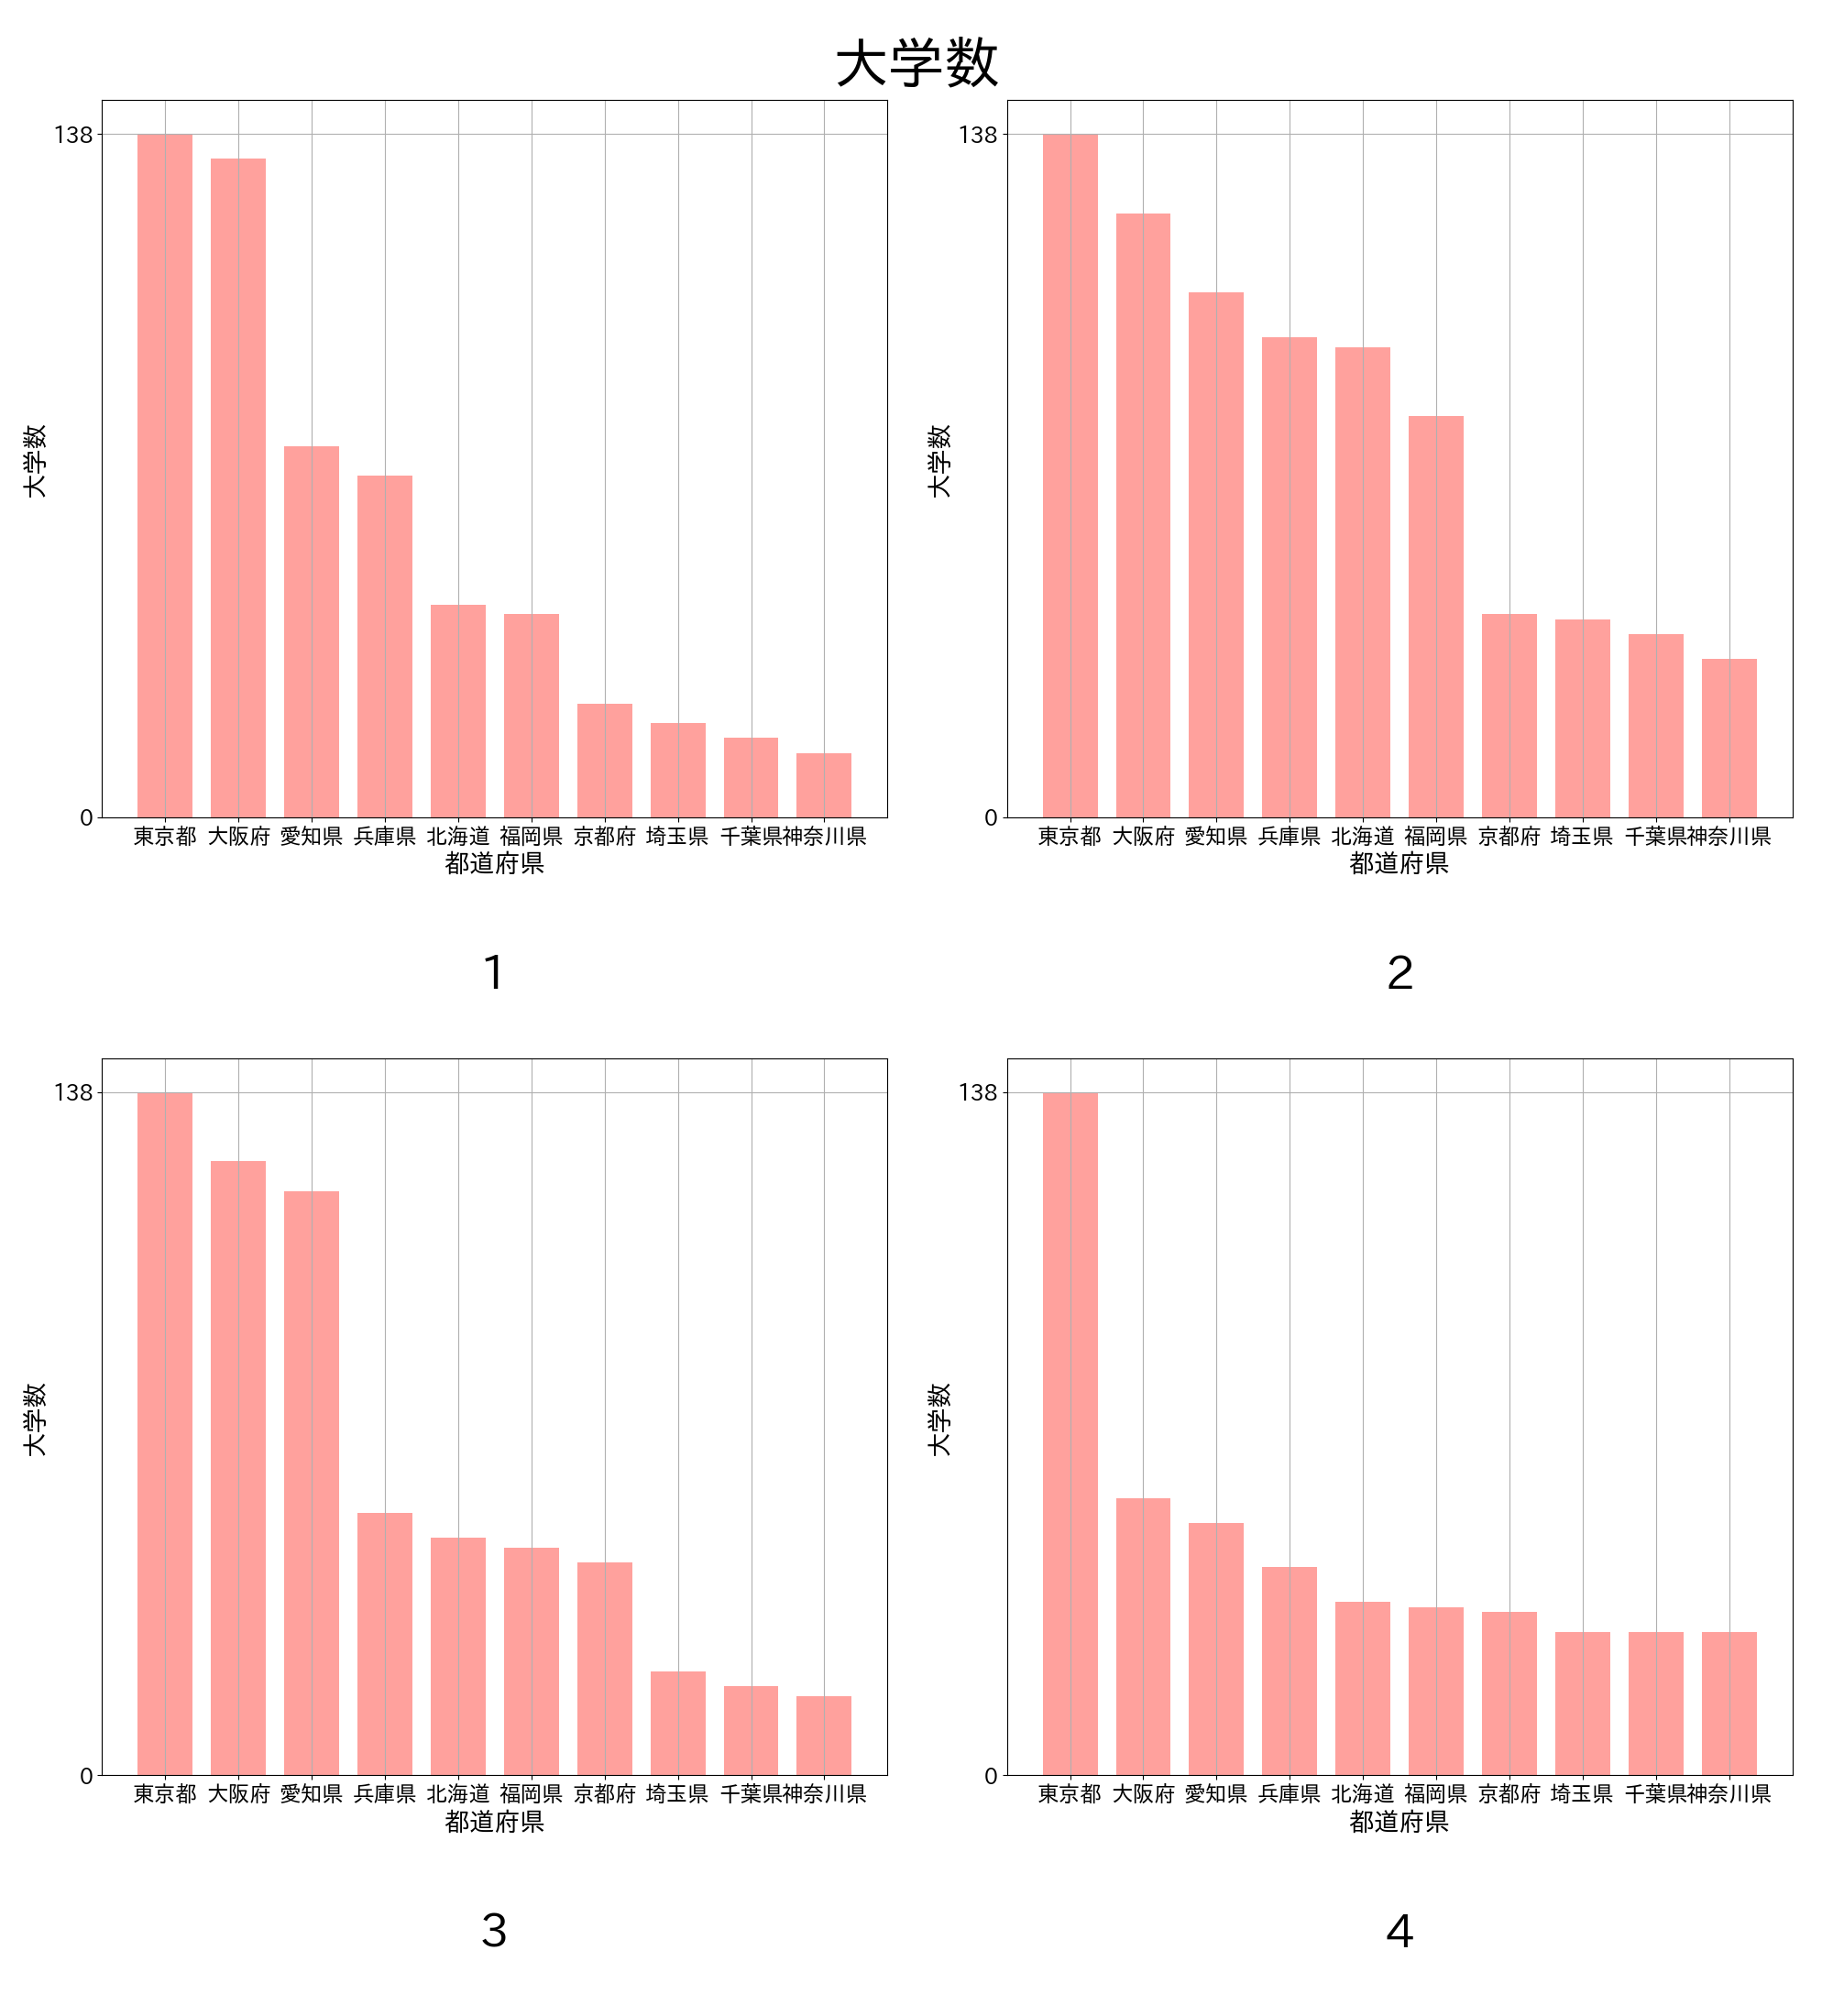 大学数
138
0
大学数
東京都 大阪府 愛知県 兵庫県 北海道 福岡県 京都府 埼玉県 千葉県 神奈川県
都道府県
1
138
0
大学数
東京都 大阪府 愛知県 兵庫県 北海道 福岡県 京都府 埼玉県 千葉県 神奈川県
都道府県
2
138
0
大学数
東京都 大阪府 愛知県 兵庫県 北海道 福岡県 京都府 埼玉県 千葉県 神奈川県
都道府県
3
138
0
大学数
東京都 大阪府 愛知県 兵庫県 北海道 福岡県 京都府 埼玉県 千葉県 神奈川県
都道府県
4